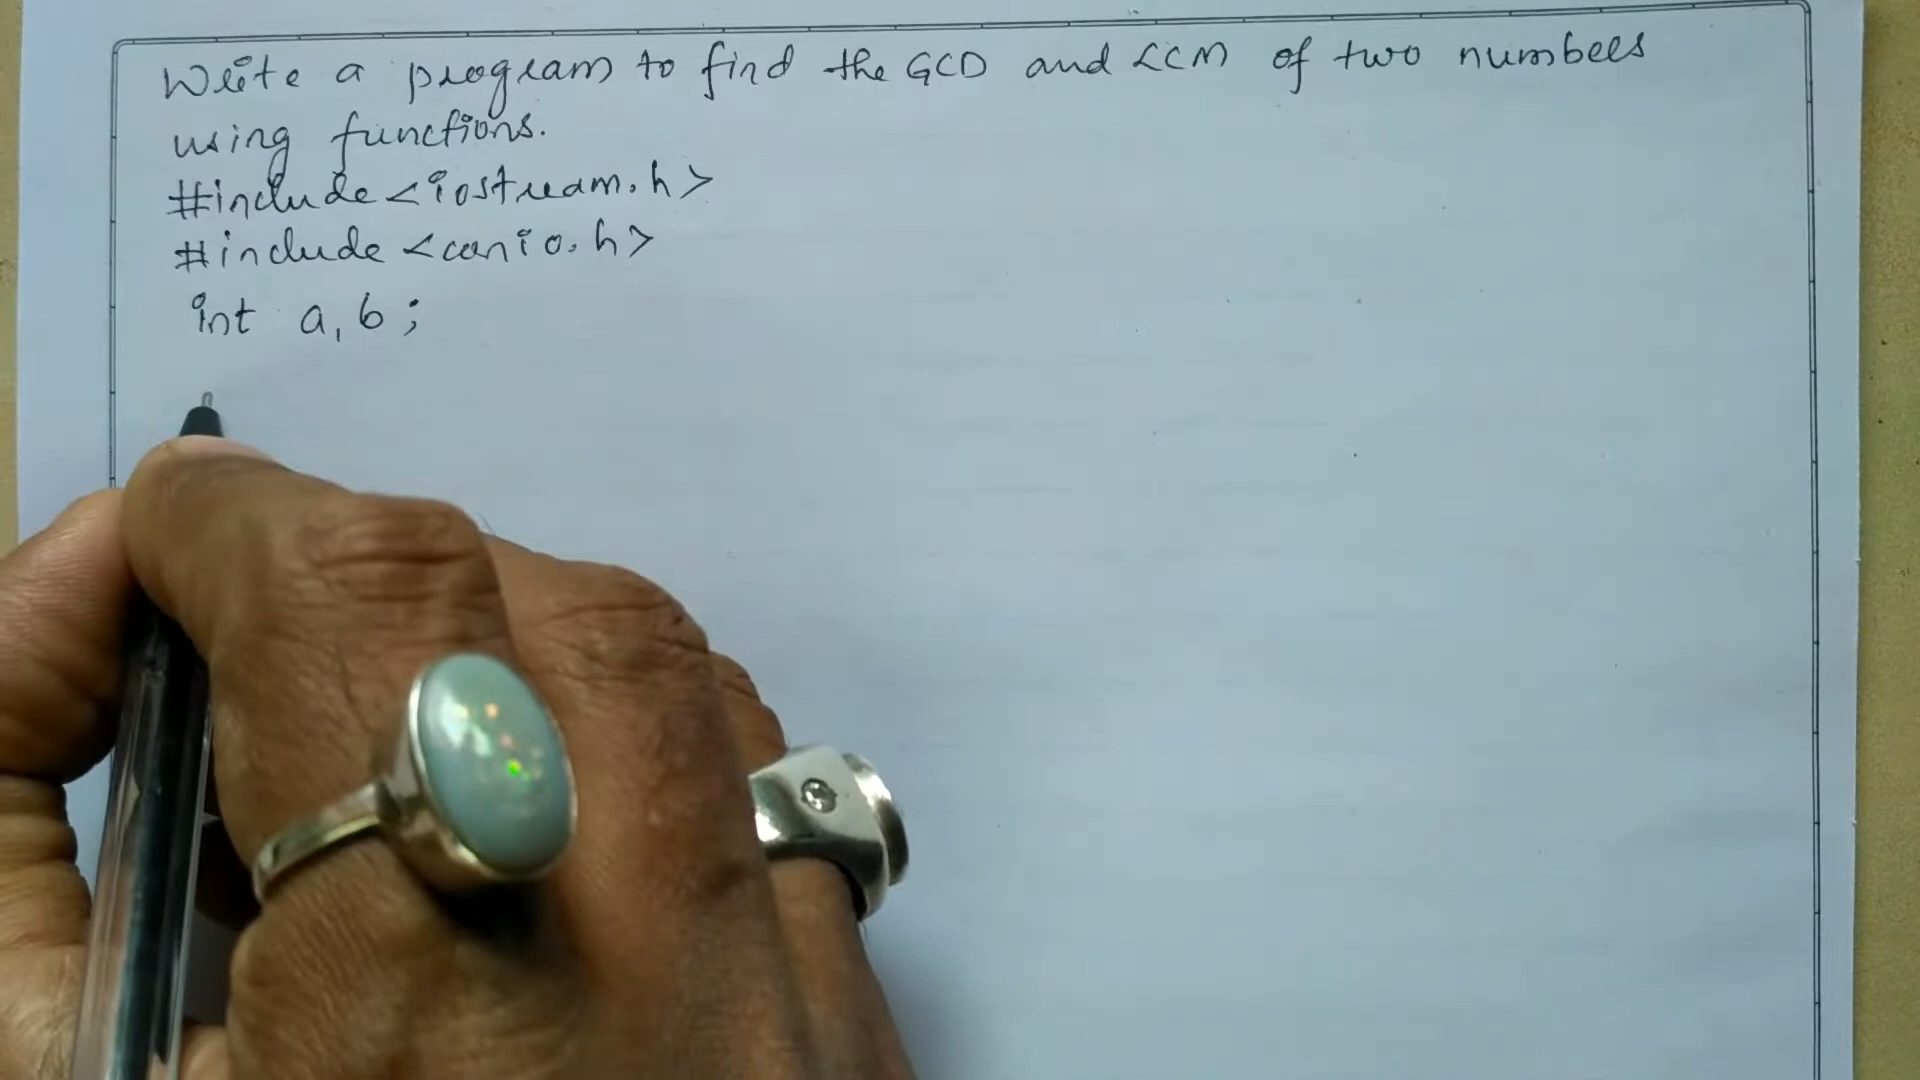 Write a program to find the GCD and LCM of two numbers
using functions.
#include<iostream.h>
#include<conio.h>
int a,b;